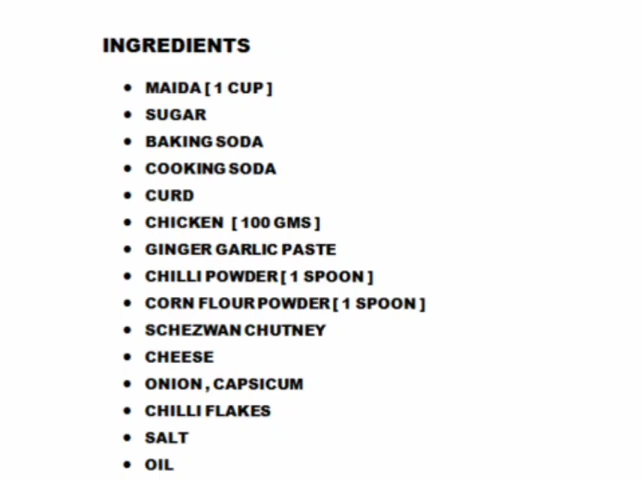 INGREDIENTS
• MAIDA [ 1 CUP ]
• SUGAR
• BAKING SODA
• COOKING SODA
• CURD
• CHICKEN [ 100 GMS ]
• GINGER GARLIC PASTE
• CHILLI POWDER [ 1 SPOON ]
• CORN FLOUR POWDER [ 1 SPOON ]
• SCHEZWAN CHUTNEY
• CHEESE
• ONION , CAPSICUM
• CHILLI FLAKES
• SALT
• OIL